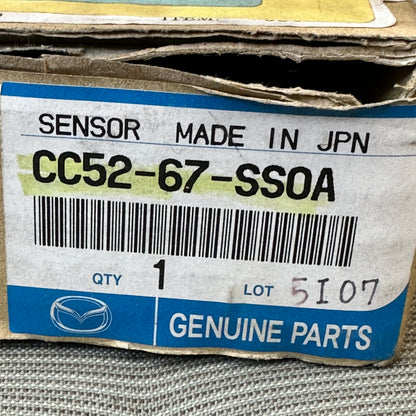 SENSOR MADE IN JPN
CC52-67-SS0A
QTY 1 LOT 5I07
GENUINE PARTS